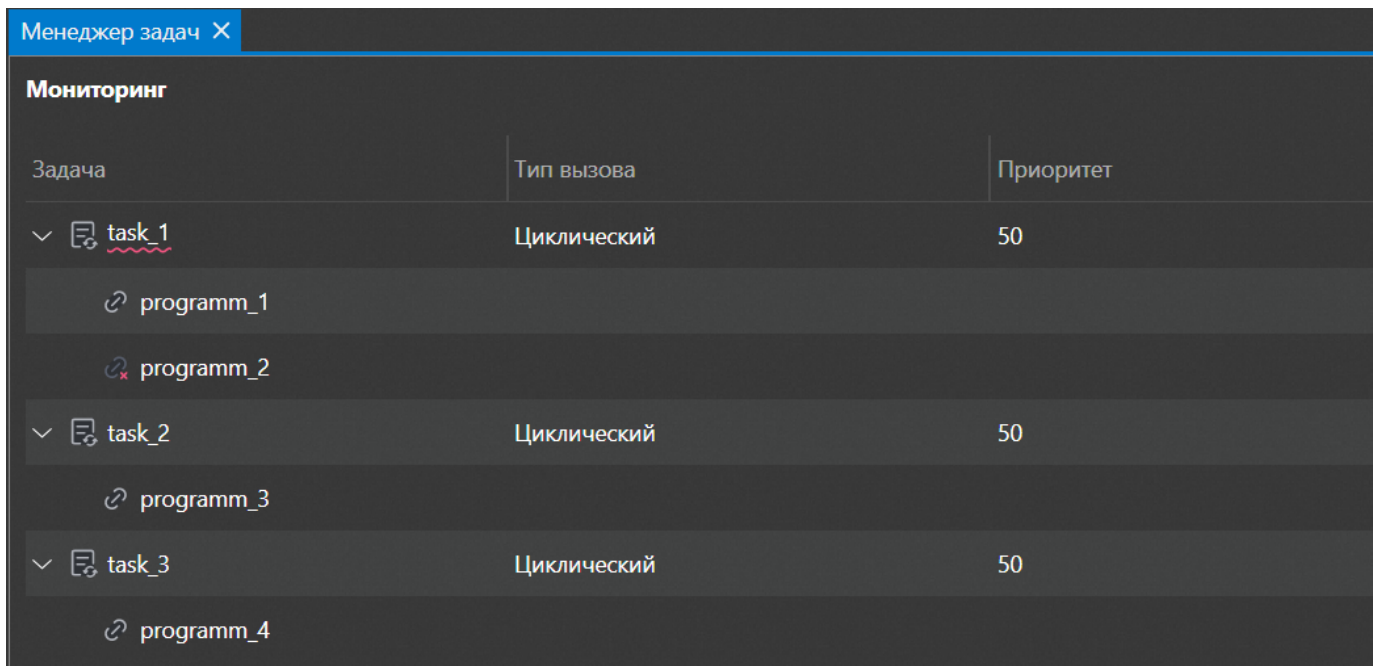 Менеджер задач
Мониторинг
Задача Тип вызова Приоритет
task_1 Циклический 50
programm_1
programm_2
task_2 Циклический 50
programm_3
task_3 Циклический 50
programm_4